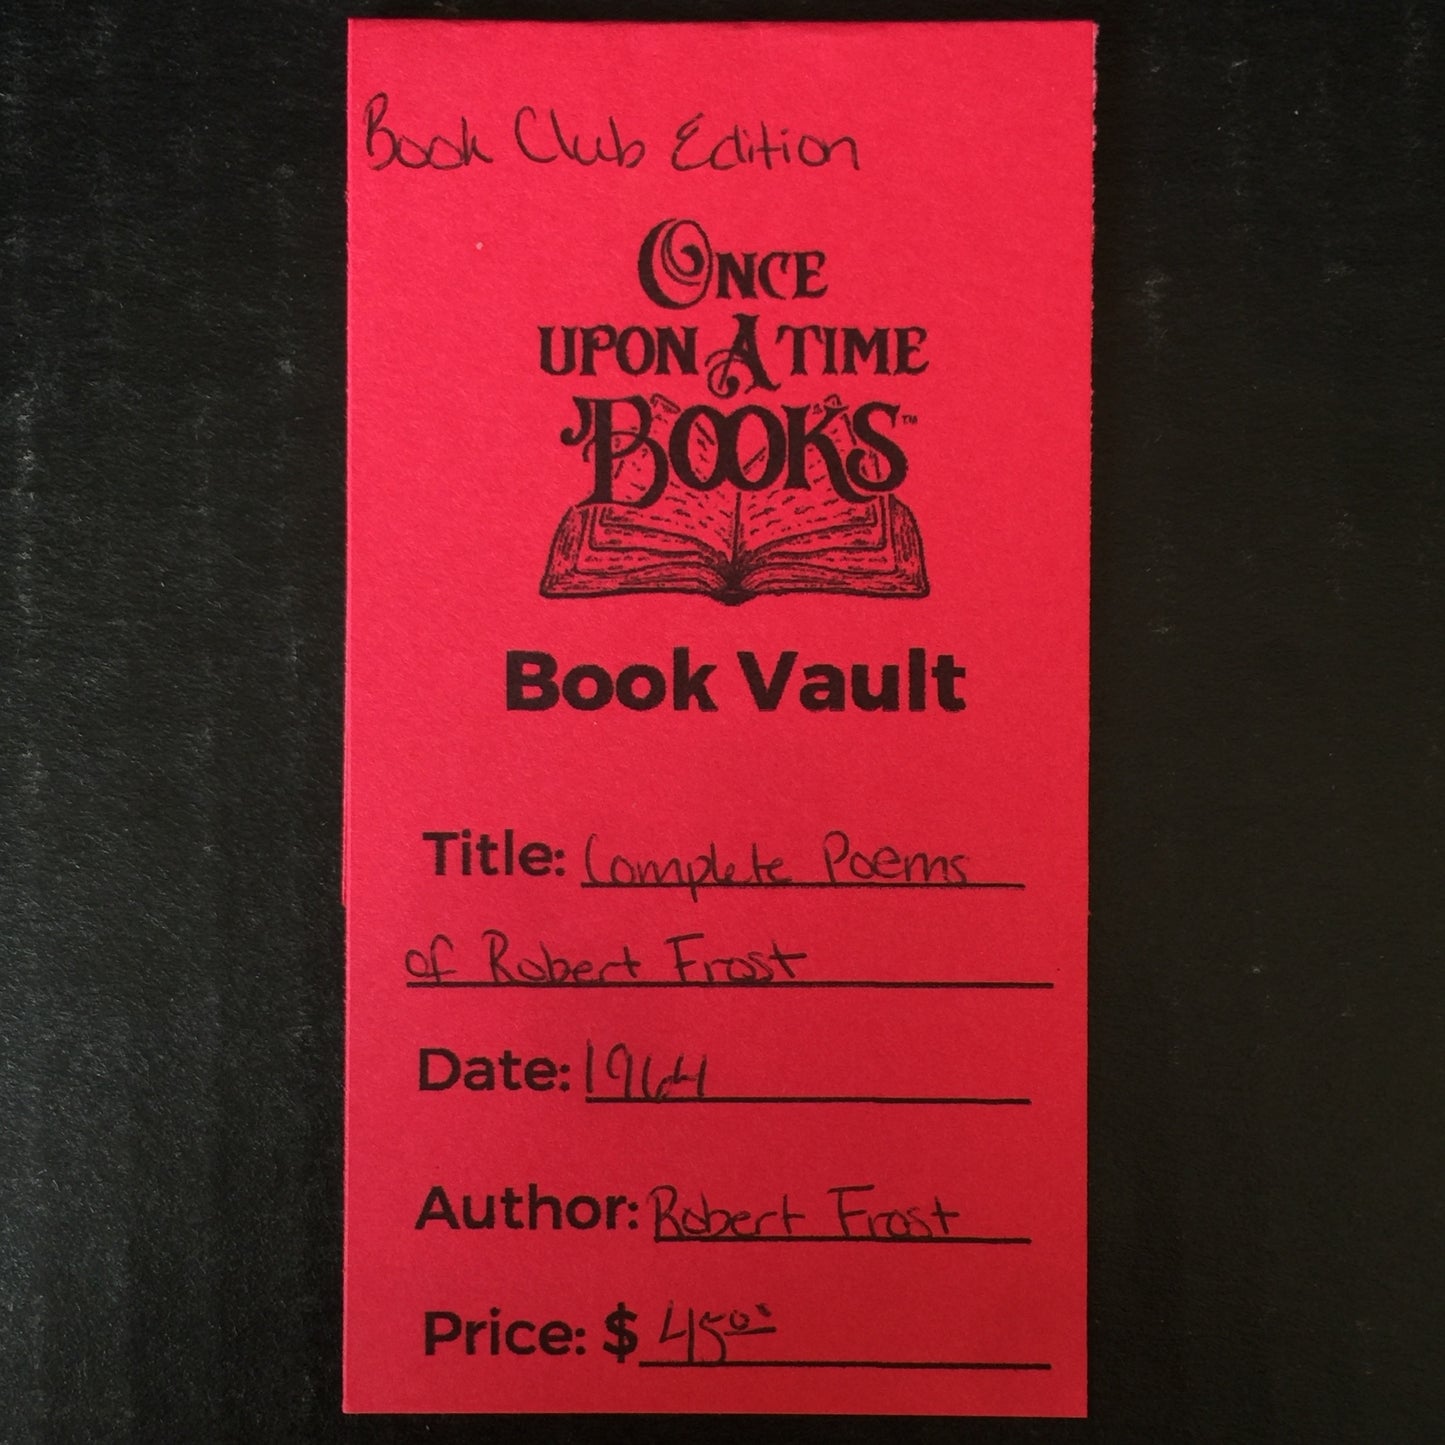 Book Club Edition
ONCE
UPON A TIME
BOOKS™
Book Vault
Title: Complete Poems
of Robert Frost
Date: 1964
Author: Robert Frost
Price: $ 45.00